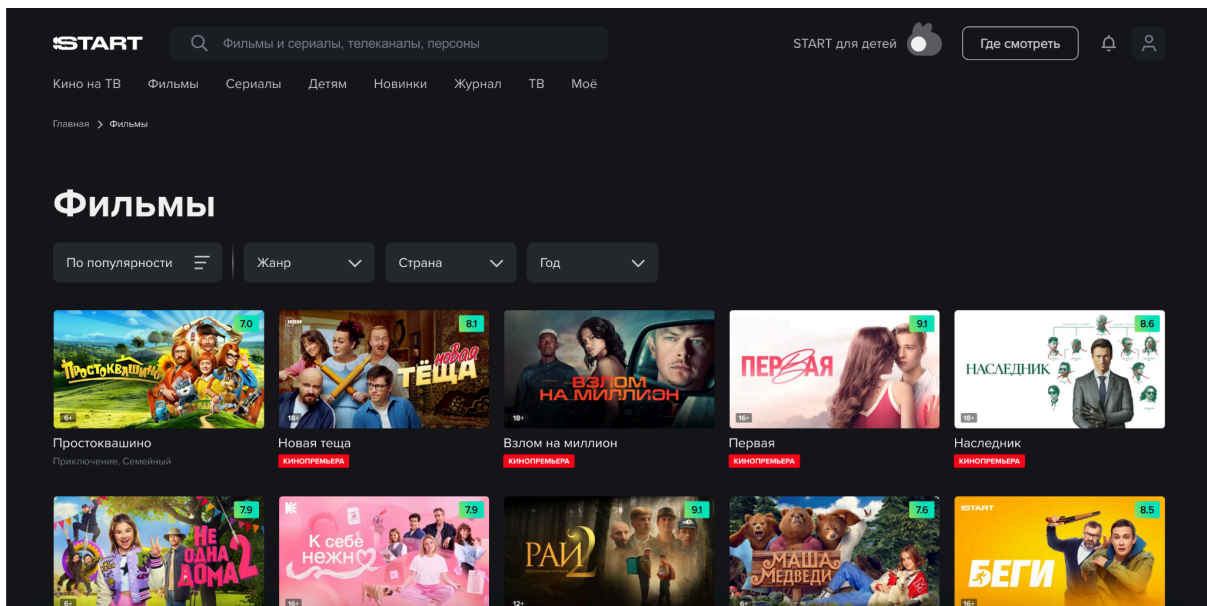 START
Фильмы и сериалы, телеканалы, персоны
START для детей
Где смотреть
Кино на ТВ Фильмы Сериалы Детям Новинки Журнал ТВ Моё
Главная > Фильмы
Фильмы
По популярности Жанр Страна Год
7.0 8.1 9.1 8.6
ПРОСТОКВАШИНО
НОВАЯ
ТЁЩА
ВЗЛОМ
НА МИЛЛИОН
ПЕРВАЯ
НАСЛЕДНИК
6+ 18+ 18+ 16+ 18+
Простоквашино Новая теща Взлом на миллион Первая Наследник
Приключение, Семейный КИНОПРЕМЬЕРА КИНОПРЕМЬЕРА КИНОПРЕМЬЕРА КИНОПРЕМЬЕРА
7.9 7.9 9.1 7.6 8.5
НЕ
ОДНА
ДОМА 2
К себе
нежно
РАЙ 2
МАША
МЕДВЕДИ
START
БЕГИ
6+ 16+ 12+ 6+ 16+